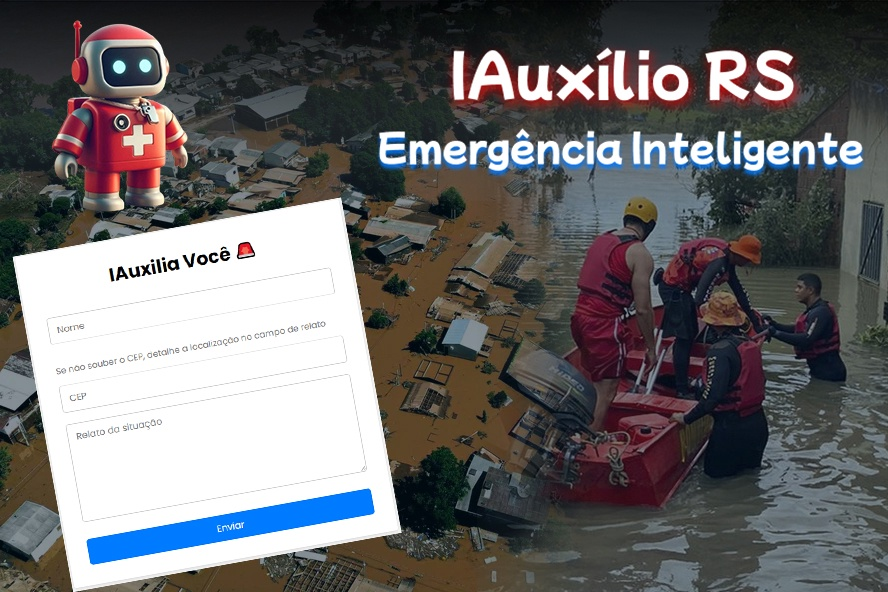 IAuxílio RS
Emergência Inteligente
IAuxilia Você
Nome
Se não souber o CEP, detalhe a localização no campo de relato
CEP
Relato da situação
Enviar